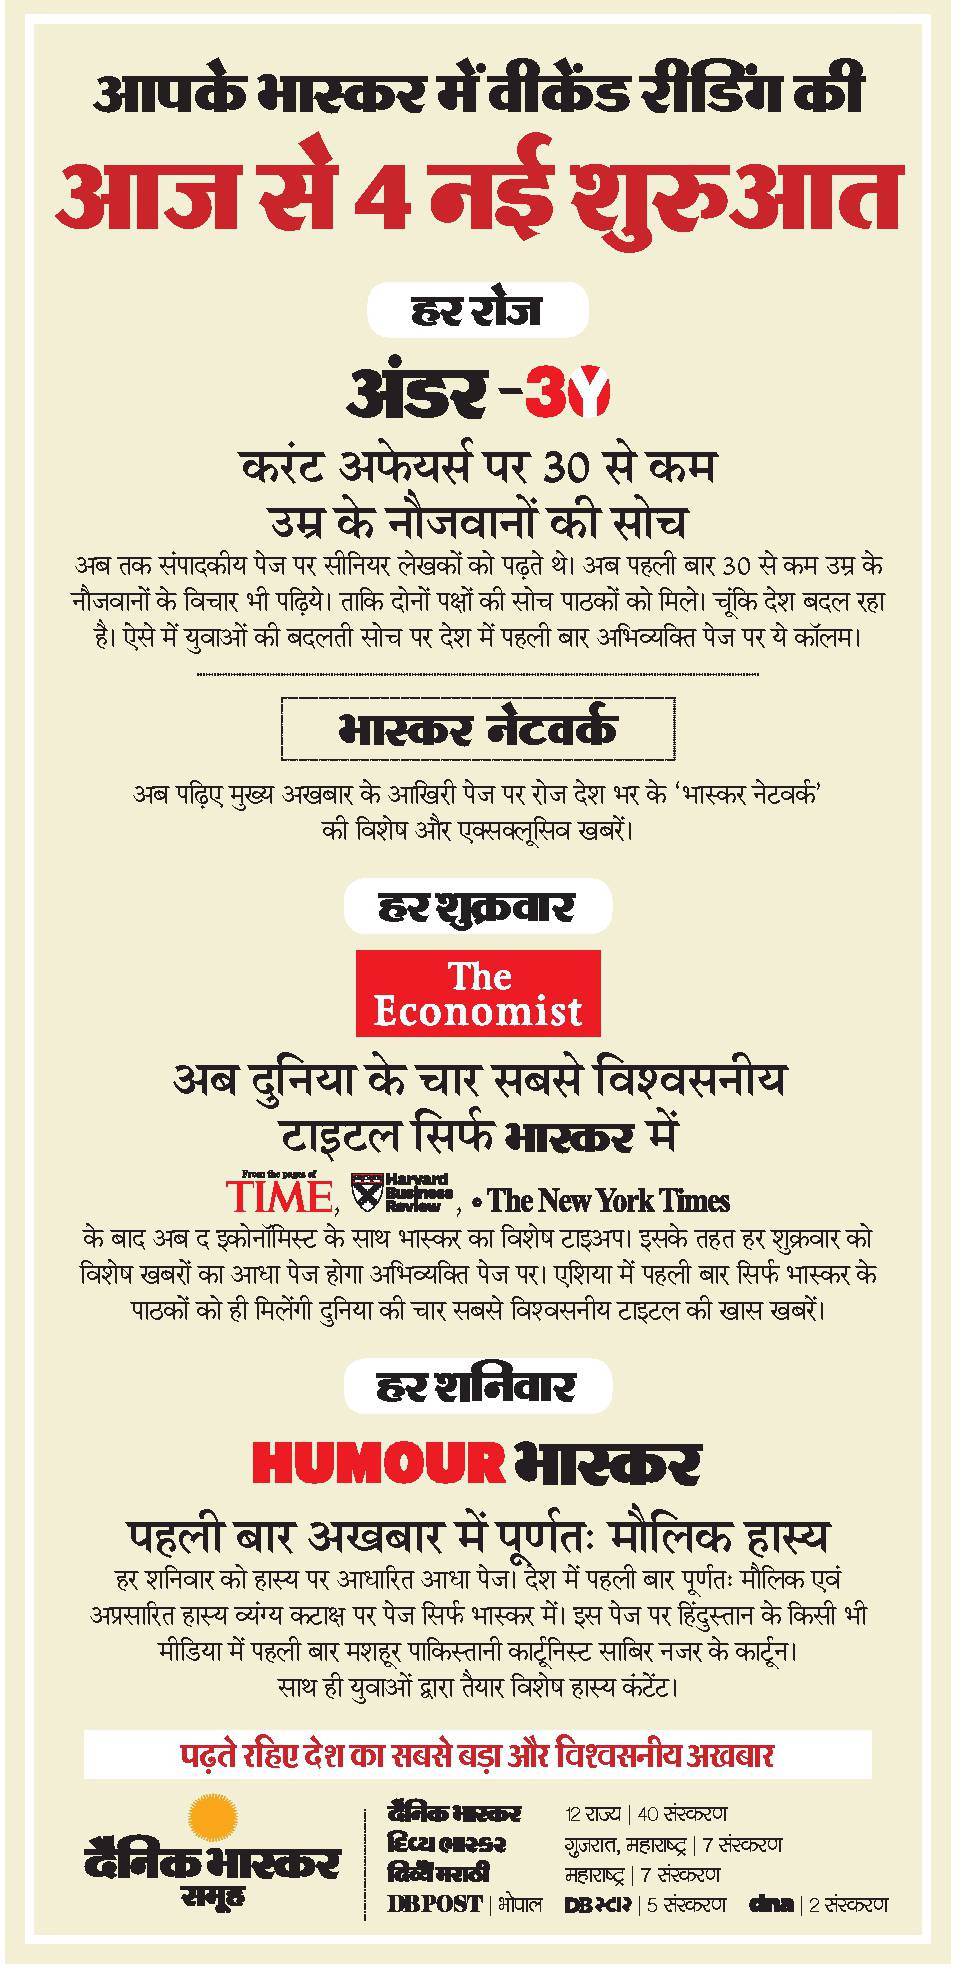 आपके भास्कर में वीकेंड रीडिंग की
आज से 4 नई शुरुआत
हर रोज
अंडर -3Y
करंट अफेयर्स पर 30 से कम
उम्र के नौजवानों की सोच
अब तक संपादकीय पेज पर सीनियर लेखकों को पढ़ते थे। अब पहली बार 30 से कम उम्र के
नौजवानों के विचार भी पढ़िये। ताकि दोनों पक्षों की सोच पाठकों को मिले। चूंकि देश बदल रहा
है। ऐसे में युवाओं की बदलती सोच पर देश में पहली बार अभिव्यक्ति पेज पर ये कॉलम।
भास्कर नेटवर्क
अब पढ़िए मुख्य अखबार के आखिरी पेज पर रोज देश भर के ‘भास्कर नेटवर्क’
की विशेष और एक्सक्लूसिव खबरें।
हर शुक्रवार
The
Economist
अब दुनिया के चार सबसे विश्वसनीय
टाइटल सिर्फ भास्कर में
From the pages of
TIME, Harvard Business Review, • The New York Times
के बाद अब द इकोनॉमिस्ट के साथ भास्कर का विशेष टाइअप। इसके तहत हर शुक्रवार को
विशेष खबरों का आधा पेज होगा अभिव्यक्ति पेज पर। एशिया में पहली बार सिर्फ भास्कर के
पाठकों को ही मिलेंगी दुनिया की चार सबसे विश्वसनीय टाइटल की खास खबरें।
हर शनिवार
HUMOUR भास्कर
पहली बार अखबार में पूर्णतः मौलिक हास्य
हर शनिवार को हास्य पर आधारित आधा पेज। देश में पहली बार पूर्णतः मौलिक एवं
अप्रसारित हास्य व्यंग्य कटाक्ष पर पेज सिर्फ भास्कर में। इस पेज पर हिंदुस्तान के किसी भी
मीडिया में पहली बार मशहूर पाकिस्तानी कार्टूनिस्ट साबिर नजर के कार्टून।
साथ ही युवाओं द्वारा तैयार विशेष हास्य कंटेंट।
पढ़ते रहिए देश का सबसे बड़ा और विश्वसनीय अखबार
दैनिक भास्कर
समूह
दैनिक भास्कर 12 राज्य | 40 संस्करण
દિવ્ય ભાસ્કર गुजरात, महाराष्ट्र | 7 संस्करण
दिव्य मराठी महाराष्ट्र | 7 संस्करण
DB POST | भोपाल DB स्टार | 5 संस्करण dna | 2 संस्करण